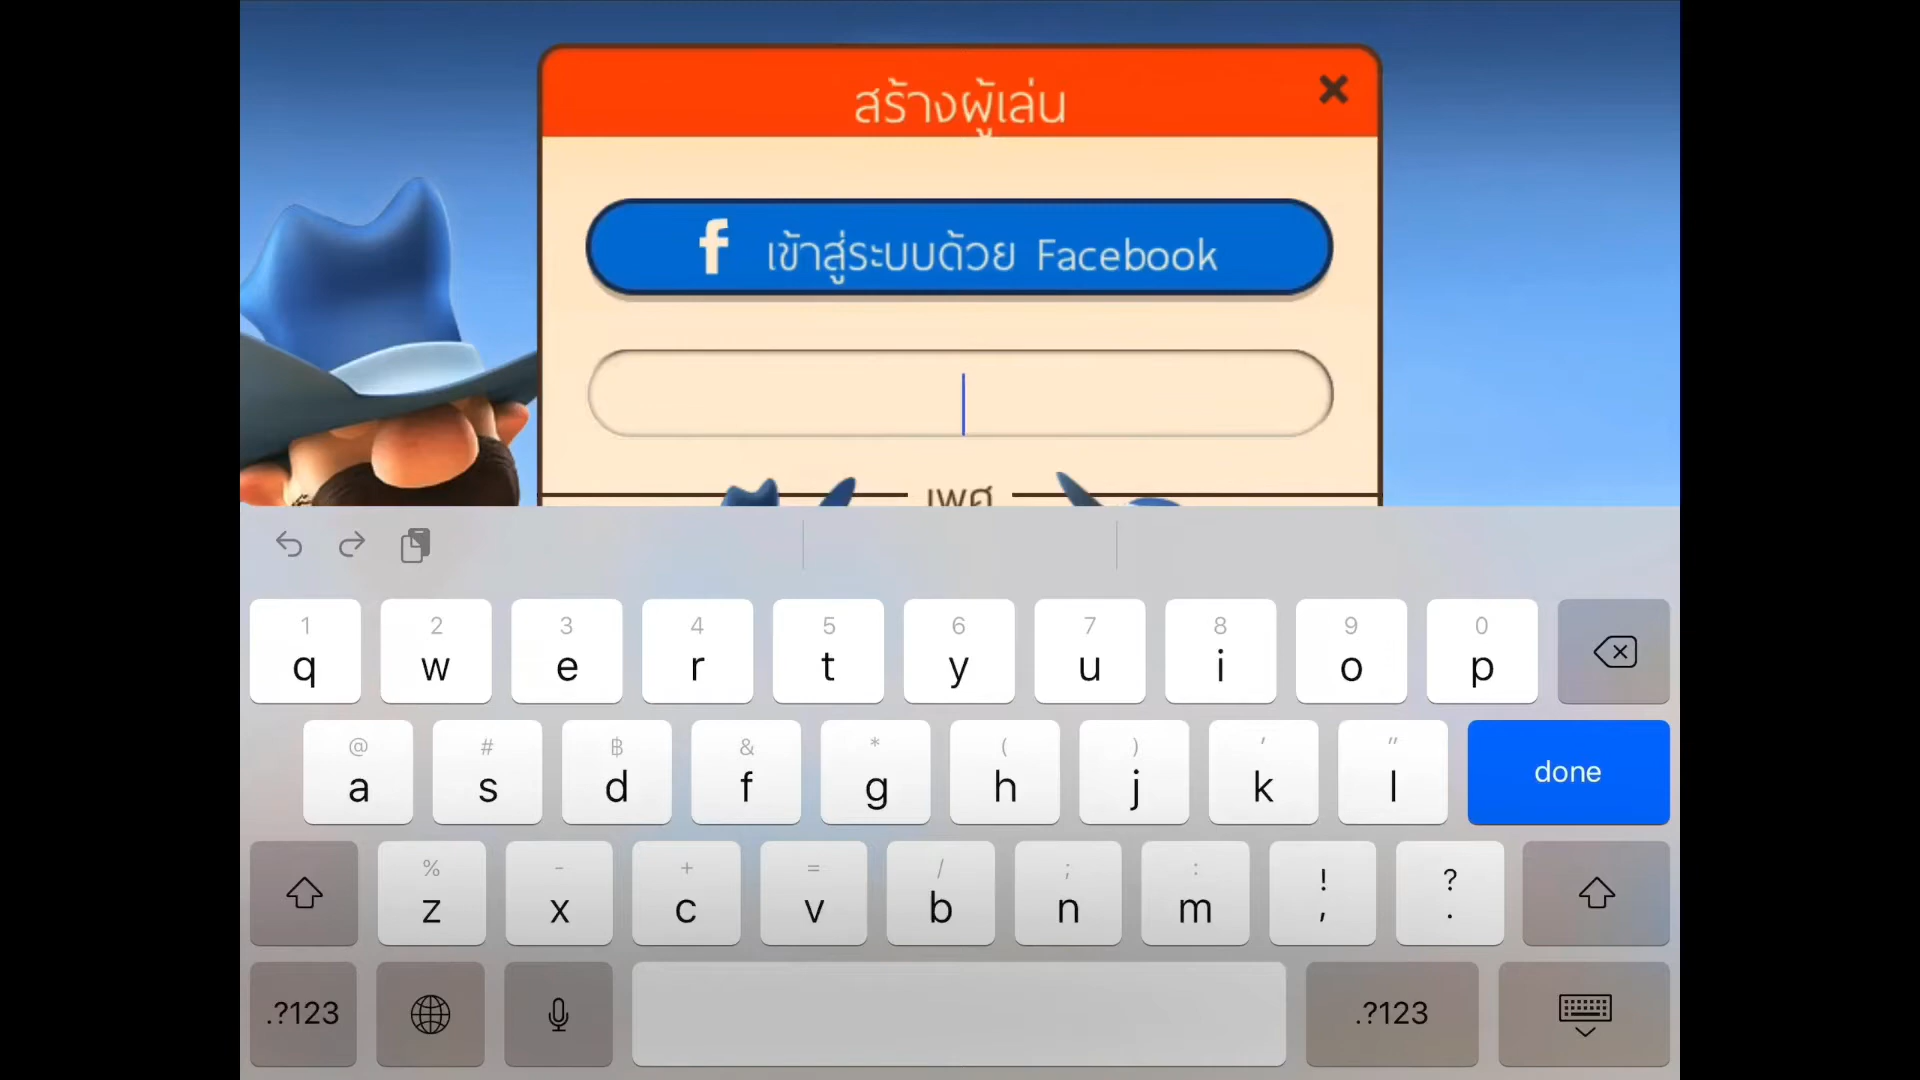 สร้างผู้เล่น
f เข้าสู่ระบบด้วย Facebook
เพศ
1 2 3 4 5 6 7 8 9 0
q w e r t y u i o p
@ # ฿ & * ( ) ' "
a s d f g h j k l done
% - + = / ; : ! ?
z x c v b n m , .
.?123 .?123